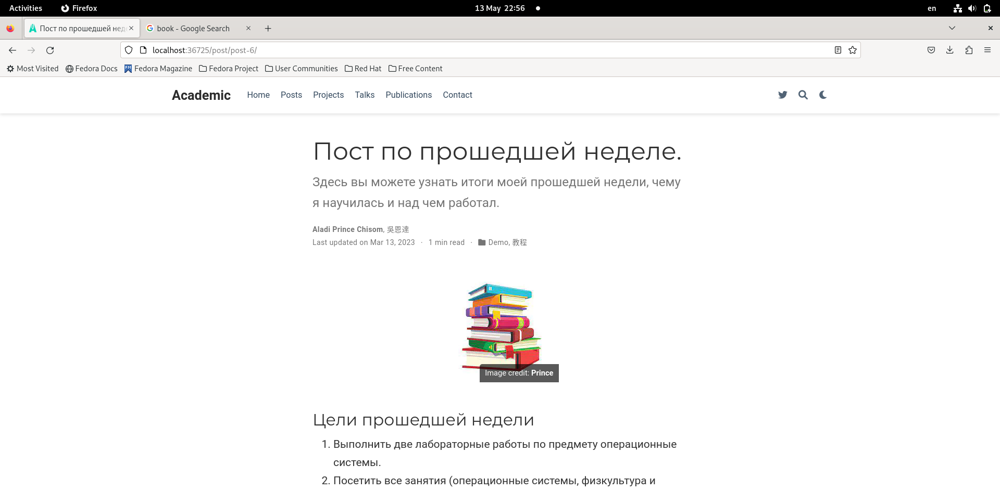 Activities Firefox 13 May 22:56 en
Пост по прошедшей нед book - Google Search
localhost:36725/post/post-6/
Most Visited Fedora Docs Fedora Magazine Fedora Project User Communities Red Hat Free Content
Academic Home Posts Projects Talks Publications Contact
Пост по прошедшей неделе.
Здесь вы можете узнать итоги моей прошедшей недели, чему
я научилась и над чем работал.
Aladi Prince Chisom, 吳恩達
Last updated on Mar 13, 2023 · 1 min read · Demo, 教程
Image credit: Prince
Цели прошедшей недели
1. Выполнить две лабораторные работы по предмету операционные
системы.
2. Посетить все занятия (операционные системы, физкультура и